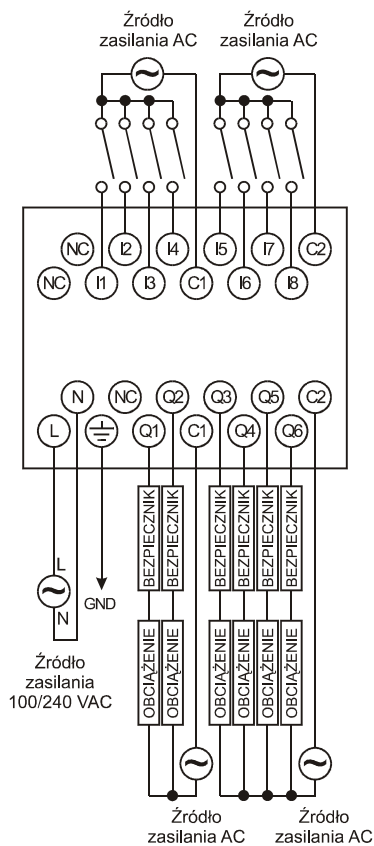 Źródło
zasilania AC
Źródło
zasilania AC
NC I2 I4 I5 I7 C2
NC I1 I3 C1 I6 I8
N NC Q2 Q3 Q5 C2
L Q1 C1 Q4 Q6
BEZPIECZNIK
BEZPIECZNIK
BEZPIECZNIK
BEZPIECZNIK
BEZPIECZNIK
BEZPIECZNIK
L
N
GND
OBCIĄŻENIE
OBCIĄŻENIE
OBCIĄŻENIE
OBCIĄŻENIE
OBCIĄŻENIE
OBCIĄŻENIE
Źródło
zasilania
100/240 VAC
Źródło
zasilania AC
Źródło
zasilania AC